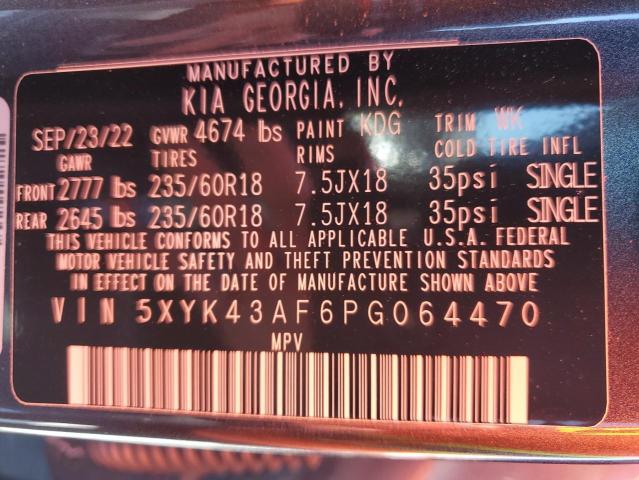 MANUFACTURED BY
KIA GEORGIA, INC.
SEP/23/22 GVWR 4674 lbs PAINT KDG TRIM WK
GAWR TIRES RIMS COLD TIRE INFL
FRONT 2777 lbs 235/60R18 7.5JX18 35psi SINGLE
REAR 2645 lbs 235/60R18 7.5JX18 35psi SINGLE
THIS VEHICLE CONFORMS TO ALL APPLICABLE U.S.A. FEDERAL
MOTOR VEHICLE SAFETY AND THEFT PREVENTION STANDARDS
IN EFFECT ON THE DATE OF MANUFACTURE SHOWN ABOVE
VIN 5XYK43AF6PG064470
MPV